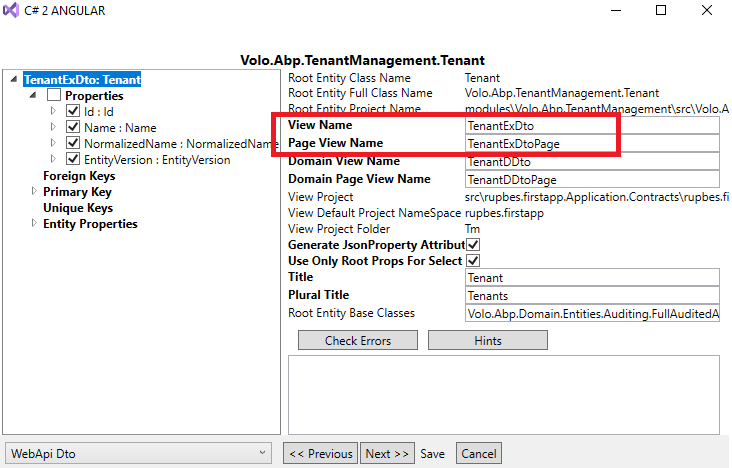 C# 2 ANGULAR
Volo.Abp.TenantManagement.Tenant
TenantExDto: Tenant
Properties
Id : Id
Name : Name
NormalizedName : NormalizedName
EntityVersion : EntityVersion
Foreign Keys
Primary Key
Unique Keys
Entity Properties
Root Entity Class Name Tenant
Root Entity Full Class Name Volo.Abp.TenantManagement.Tenant
Root Entity Project Name modules\Volo.Abp.TenantManagement\src\Volo.A
View Name TenantExDto
Page View Name TenantExDtoPage
Domain View Name TenantDDto
Domain Page View Name TenantDDtoPage
View Project src\rupbes.firstapp.Application.Contracts\rupbes.fi
View Default Project NameSpace rupbes.firstapp
View Project Folder Tm
Generate JsonProperty Attribut
Use Only Root Props For Select
Title Tenant
Plural Title Tenants
Root Entity Base Classes Volo.Abp.Domain.Entities.Auditing.FullAuditedA
Check Errors Hints
WebApi Dto << Previous Next >> Save Cancel